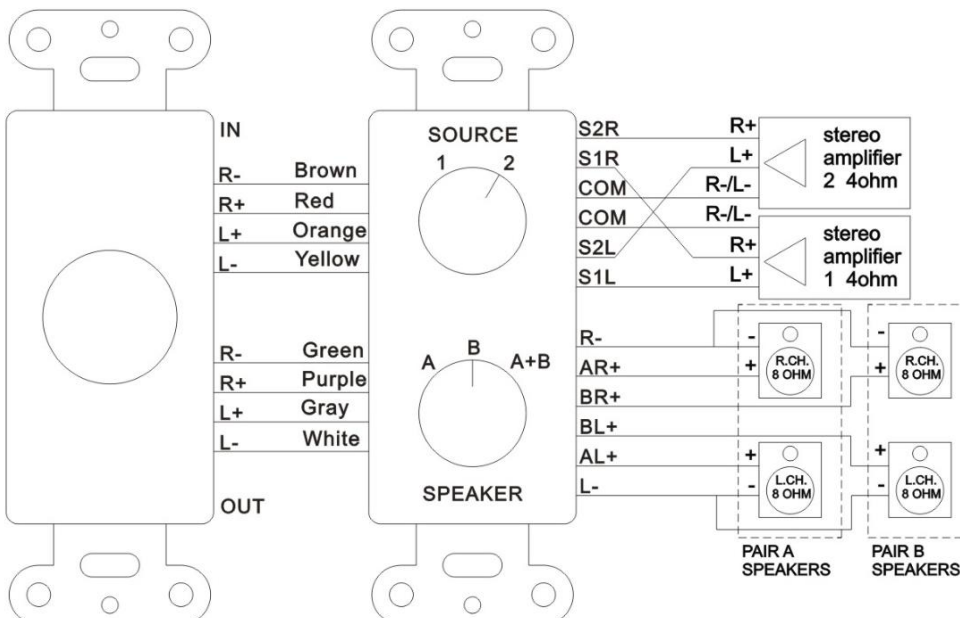 IN
R- Brown
R+ Red
L+ Orange
L- Yellow
R- Green
R+ Purple
L+ Gray
L- White
OUT
SOURCE
1 2
A B A+B
SPEAKER
S2R
S1R
COM
COM
S2L
S1L
R-
AR+
BR+
BL+
AL+
L-
R+
L+
R-/L-
stereo
amplifier
2 4ohm
R-/L-
R+
L+
stereo
amplifier
1 4ohm
-
+
R.CH.
8 OHM
-
+
R.CH.
8 OHM
+
-
L.CH.
8 OHM
+
-
L.CH.
8 OHM
PAIR A
SPEAKERS
PAIR B
SPEAKERS